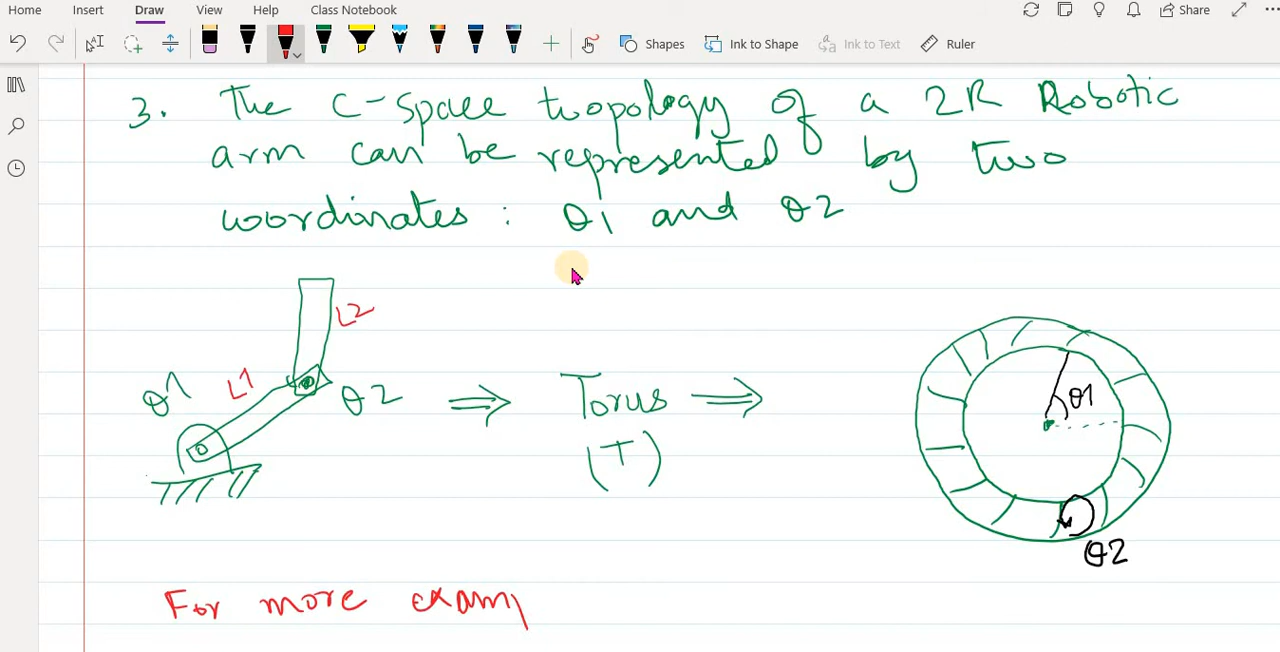 Home Insert Draw View Help Class Notebook Share
Shapes Ink to Shape Ink to Text Ruler
3. The C-space topology of a 2R Robotic
arm can be represented by two
coordinates : θ1 and θ2
L2
θ1 L1 θ2 ⇒ Torus ⇒ θ1
(T)
θ2
For more examp